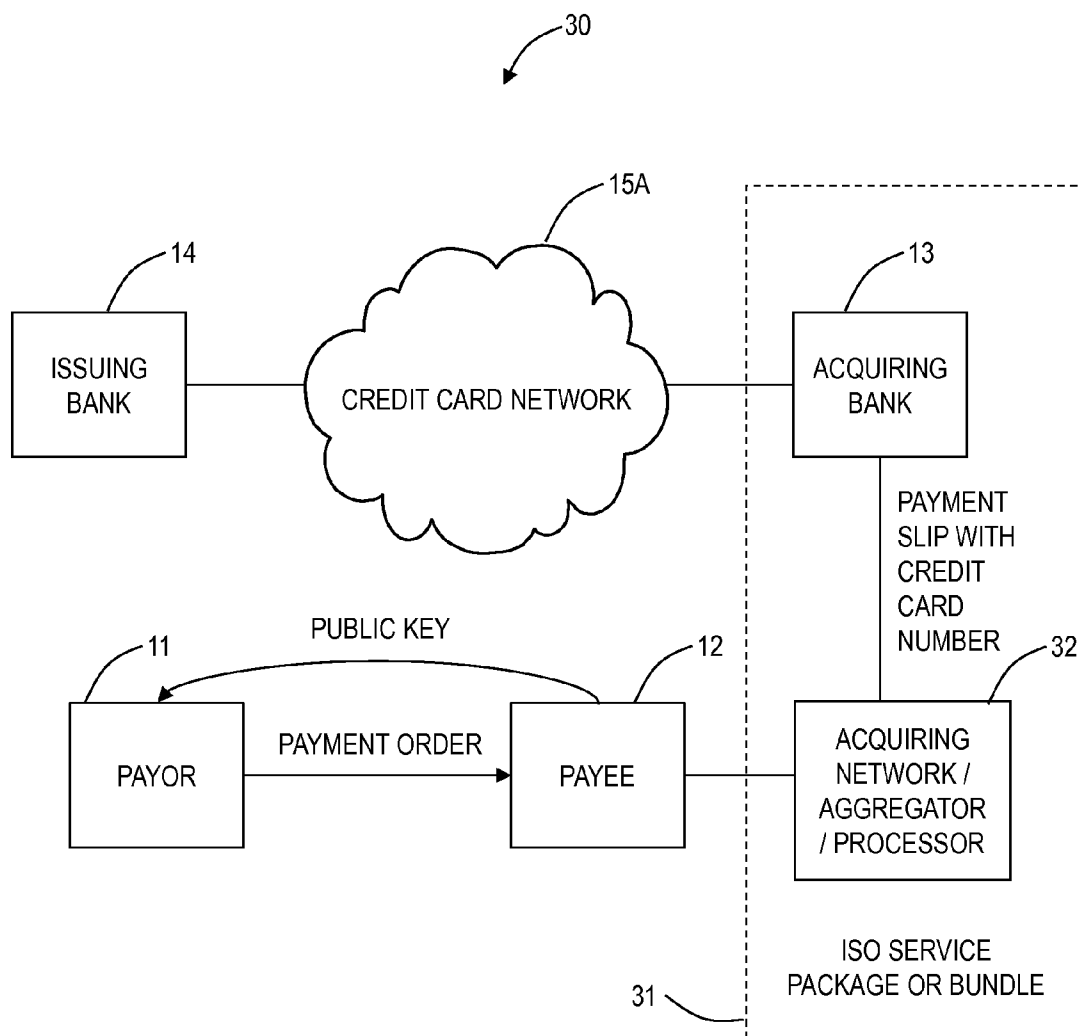 30
15A
14
13
ISSUING
BANK
CREDIT CARD NETWORK
ACQUIRING
BANK
PAYMENT
SLIP WITH
CREDIT
CARD
NUMBER
PUBLIC KEY
11
12
32
PAYOR
PAYMENT ORDER
PAYEE
ACQUIRING
NETWORK /
AGGREGATOR
/ PROCESSOR
ISO SERVICE
PACKAGE OR BUNDLE
31